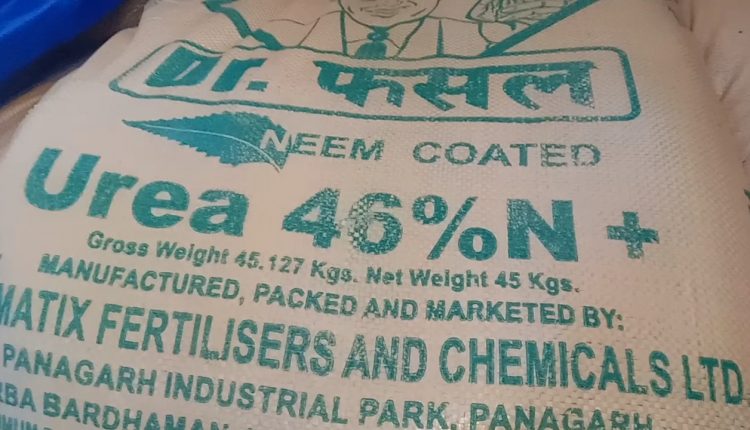 Dr. फसल
NEEM COATED
Urea 46%N +
Gross Weight 45.127 Kgs. Net Weight 45 Kgs.
MANUFACTURED, PACKED AND MARKETED BY:
MATIX FERTILISERS AND CHEMICALS LTD
PANAGARH INDUSTRIAL PARK, PANAGARH
BARDHAMAN